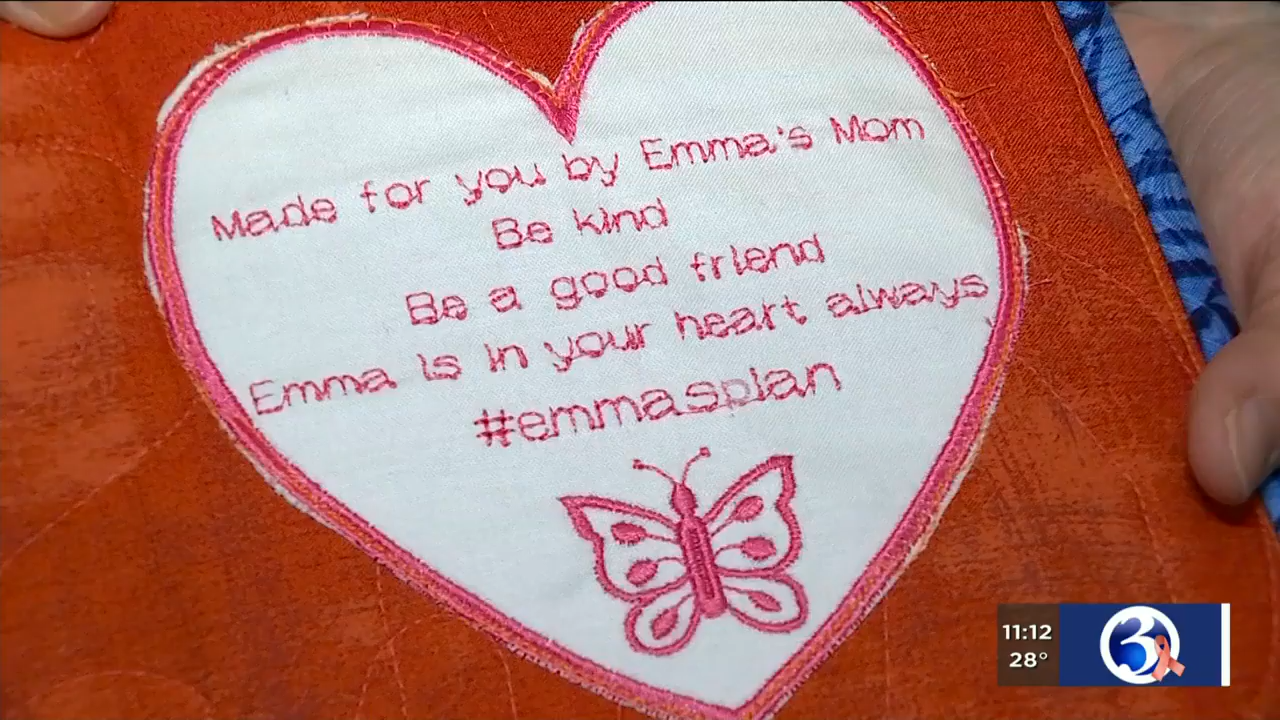 Made for you by Emma's Mom
Be kind
Be a good friend
Emma is in your heart always
#emmasplan
11:12
28°
3